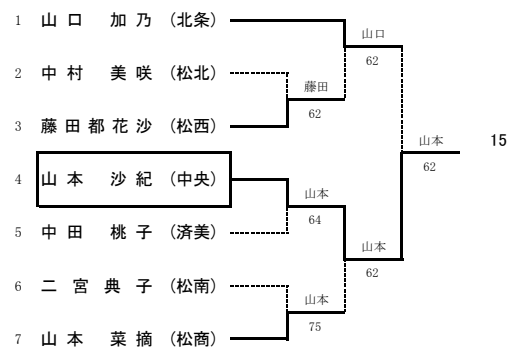 1 山口 加乃 (北条)
山口
62
2 中村 美咲 (松北)
藤田
62
3 藤田都花沙 (松西)
山本
62
15
4 山本 沙紀 (中央)
山本
64
5 中田 桃子 (済美)
山本
62
6 二宮典子 (松南)
山本
75
7 山本 菜摘 (松商)